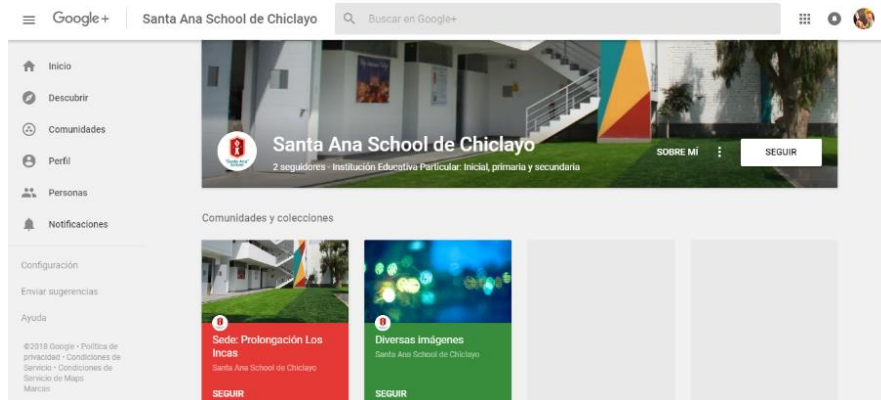 Google+
Santa Ana School de Chiclayo
Buscar en Google+
Inicio
Descubrir
Comunidades
Perfil
Personas
Notificaciones
Configuración
Enviar sugerencias
Ayuda
©2018 Google • Política de
privacidad • Condiciones de
Servicio • Condiciones de
Servicio de Maps
Marcas
Santa Ana School de Chiclayo
2 seguidores · Institución Educativa Particular: Inicial, primaria y secundaria
SOBRE MÍ
SEGUIR
Comunidades y colecciones
Sede: Prolongación Los
Incas
Santa Ana School de Chiclayo
SEGUIR
Diversas imágenes
Santa Ana School de Chiclayo
SEGUIR